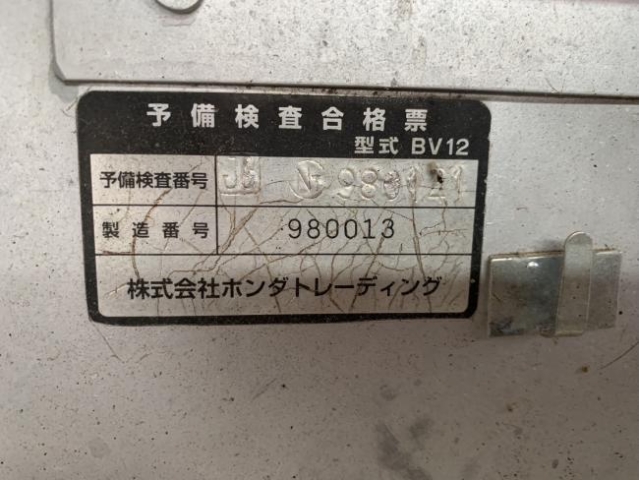 予備検査合格票
型式 BV12
予備検査番号
製造番号 980013
株式会社ホンダトレーディング